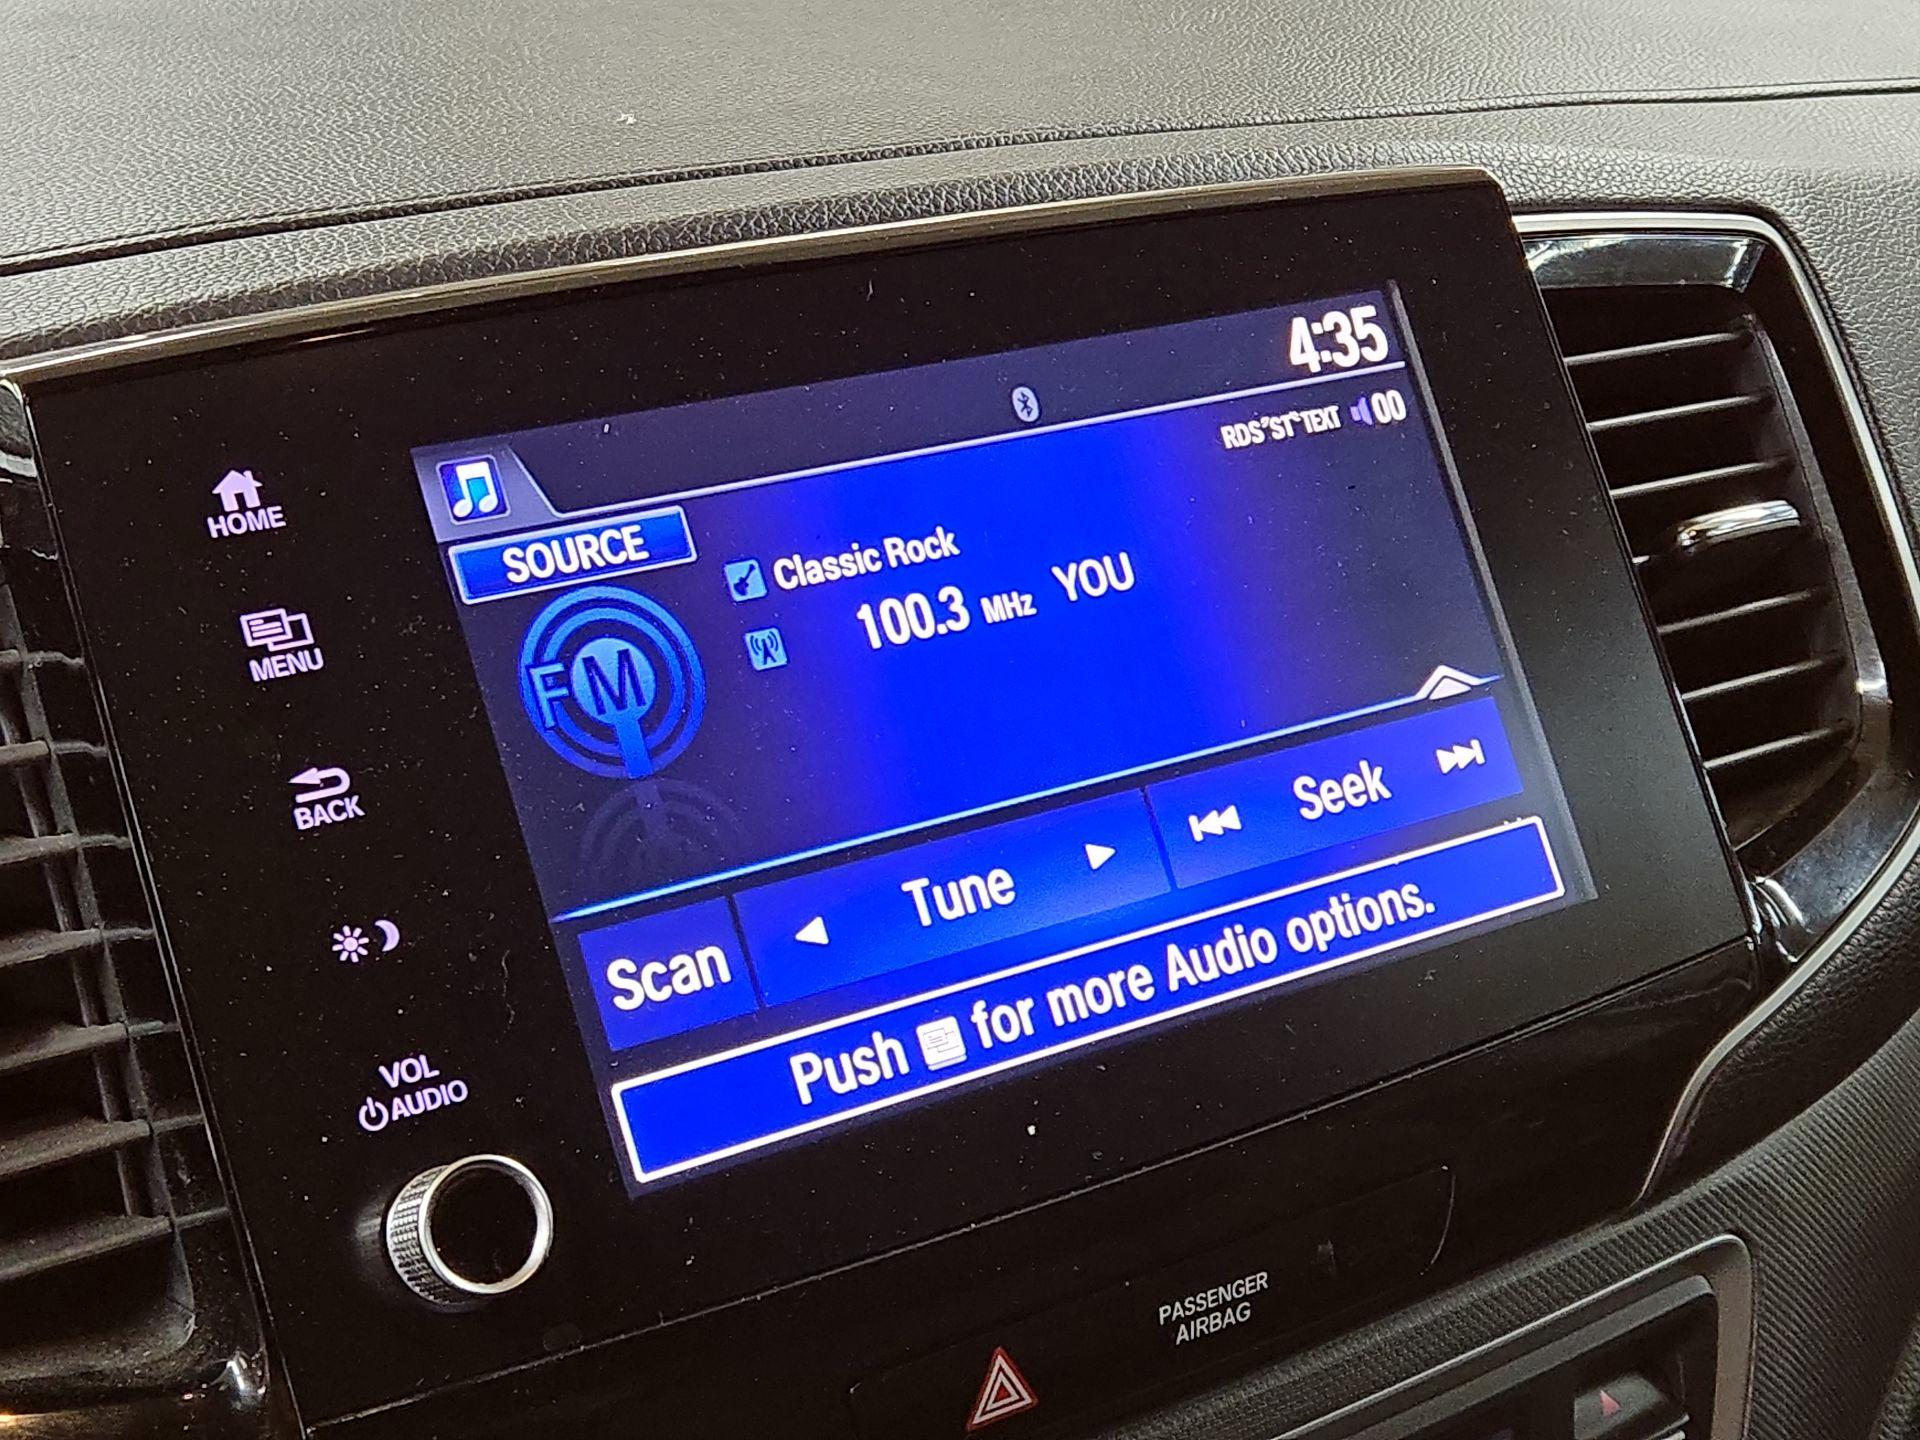 4:35
RDS ST TEXT 00
HOME
SOURCE
Classic Rock
100.3 MHz YOU
MENU
FM
BACK
Seek
Tune
Scan
Push for more Audio options.
VOL
AUDIO
PASSENGER
AIRBAG